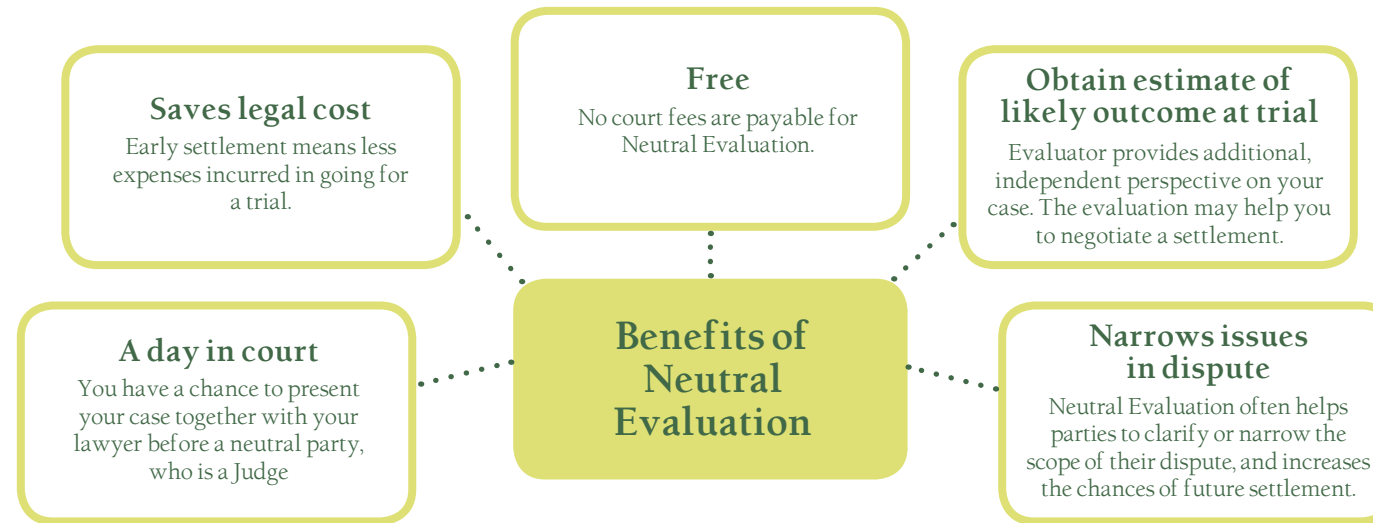 Saves legal cost
Early settlement means less
expenses incurred in going for
a trial.
Free
No court fees are payable for
Neutral Evaluation.
Obtain estimate of
likely outcome at trial
Evaluator provides additional,
independent perspective on your
case. The evaluation may help you
to negotiate a settlement.
A day in court
You have a chance to present
your case together with your
lawyer before a neutral party,
who is a Judge
Benefits of
Neutral
Evaluation
Narrows issues
in dispute
Neutral Evaluation often helps
parties to clarify or narrow the
scope of their dispute, and increases
the chances of future settlement.